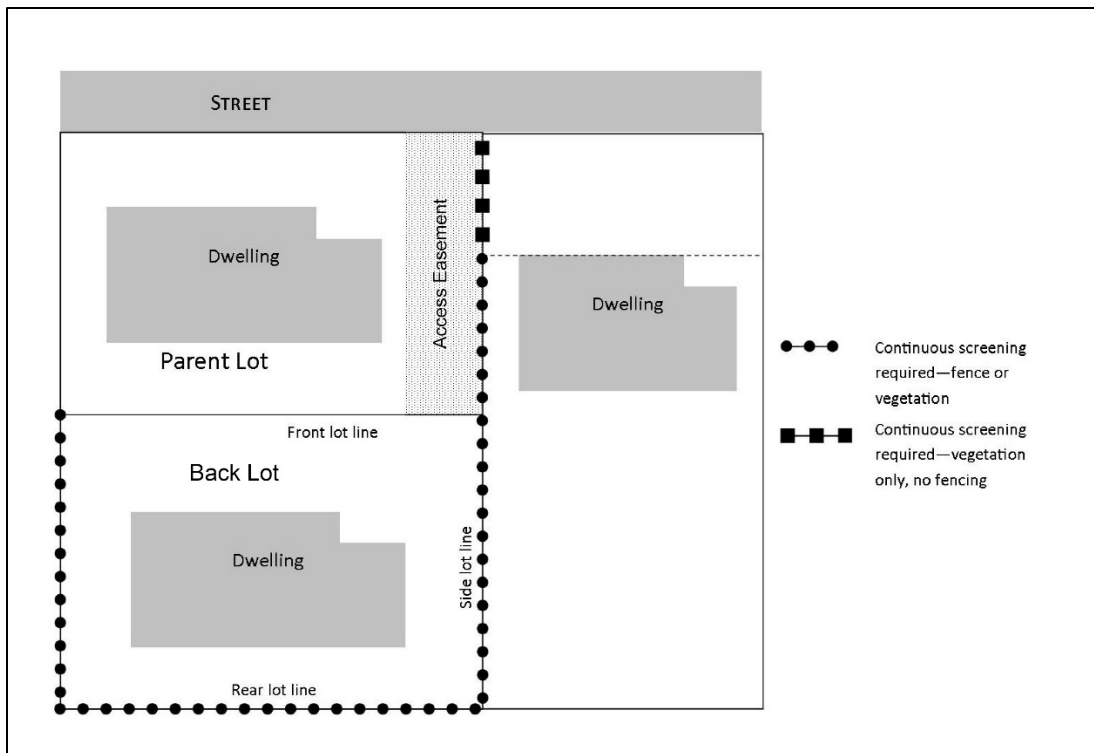 STREET
Access Easement
Dwelling
Dwelling
Parent Lot
Front lot line
Back Lot
Dwelling
Side lot line
Rear lot line
Continuous screening
required—fence or
vegetation
Continuous screening
required—vegetation
only, no fencing